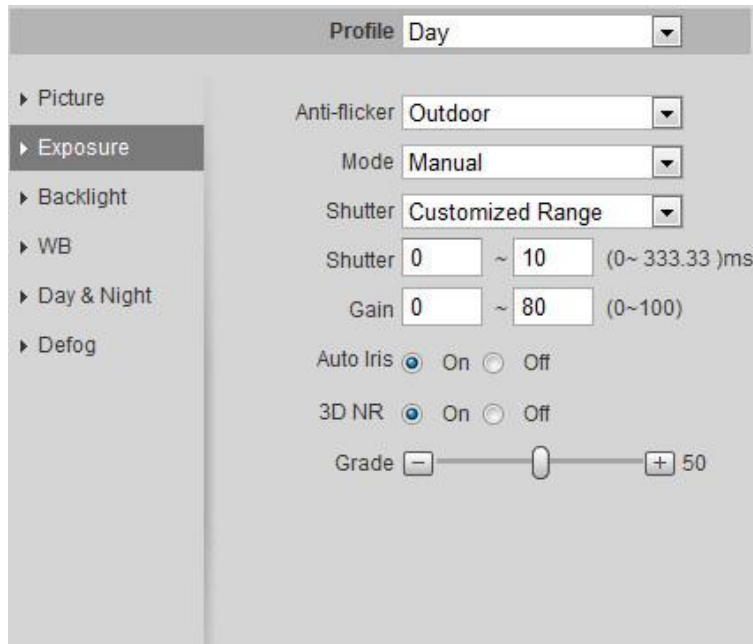 Profile Day
Picture
Exposure
Backlight
WB
Day & Night
Defog
Anti-flicker Outdoor
Mode Manual
Shutter Customized Range
Shutter 0 ~ 10 (0~ 333.33 )ms
Gain 0 ~ 80 (0~100)
Auto Iris On Off
3D NR On Off
Grade − + 50